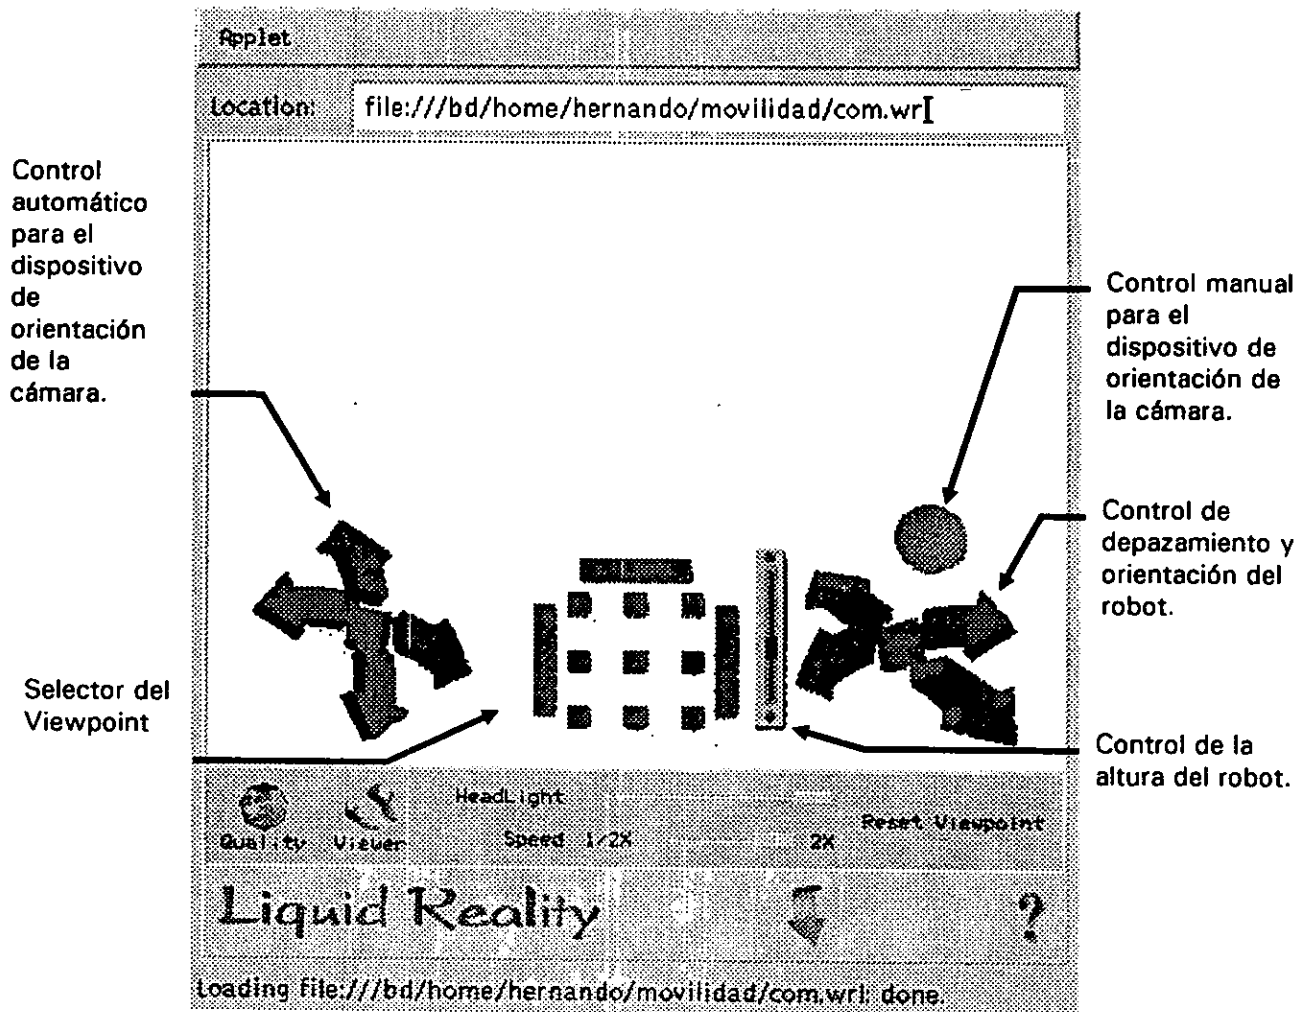 Applet
Location:
file:///bd/home/hernando/movilidad/com.wrl
Control
automático
para el
dispositivo
de
orientación
de la
cámara.
Control manual
para el
dispositivo de
orientación de
la cámara.
Control de
depazamiento y
orientación del
robot.
Selector del
Viewpoint
Control de la
altura del robot.
Quality
Viewer
HeadLight
Speed 1/2X
2X
Reset Viewpoint
Liquid Reality
?
Loading file:///bd/home/hernando/movilidad/com.wrl: done.